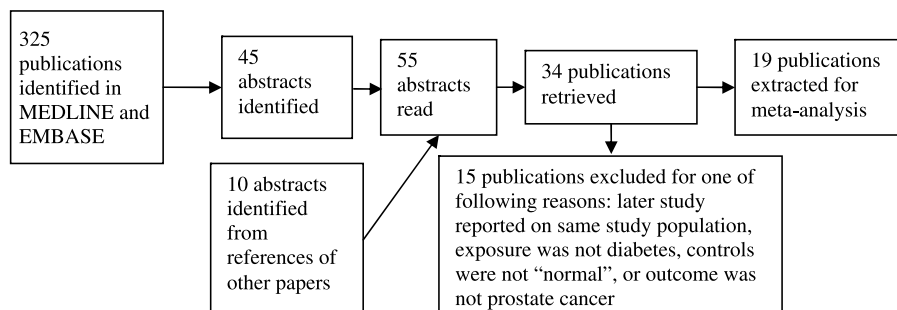 325
publications
identified in
MEDLINE and
EMBASE
45
abstracts
identified
55
abstracts
read
34 publications
retrieved
19 publications
extracted for
meta-analysis
10 abstracts
identified
from
references of
other papers
15 publications excluded for one of
following reasons: later study
reported on same study population,
exposure was not diabetes, controls
were not “normal”, or outcome was
not prostate cancer